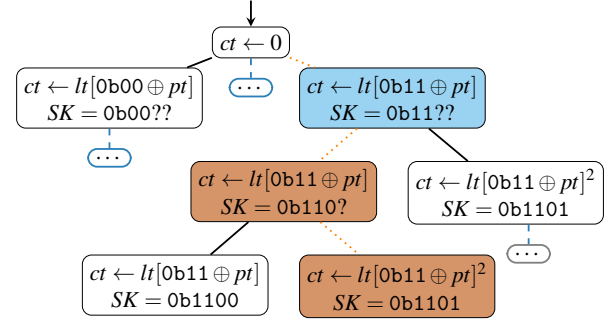 ct ← 0
ct ← lt[0b00 ⊕ pt]
SK = 0b00??
ct ← lt[0b11 ⊕ pt]
SK = 0b11??
···
···
ct ← lt[0b11 ⊕ pt]
SK = 0b110?
ct ← lt[0b11 ⊕ pt]²
SK = 0b1101
···
ct ← lt[0b11 ⊕ pt]
SK = 0b1100
ct ← lt[0b11 ⊕ pt]²
SK = 0b1101